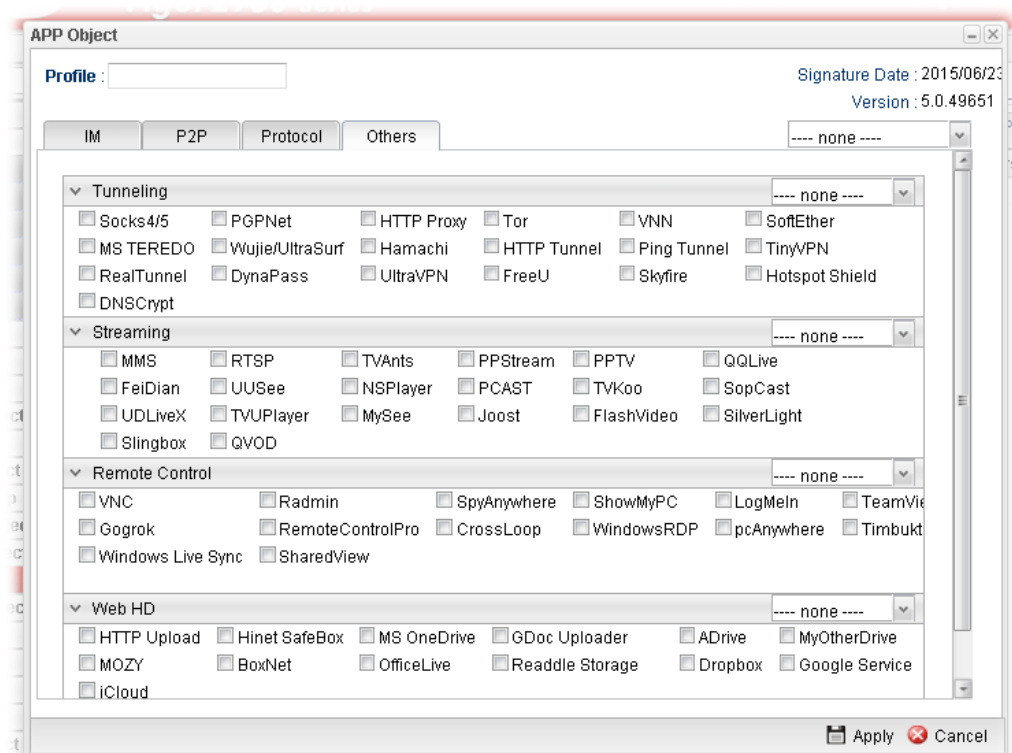 APP Object
Profile :
Signature Date : 2015/06/23
Version : 5.0.49651
IM P2P Protocol Others ---- none ----
Tunneling ---- none ----
Socks4/5 PGPNet HTTP Proxy Tor VNN SoftEther
MS TEREDO Wujie/UltraSurf Hamachi HTTP Tunnel Ping Tunnel TinyVPN
RealTunnel DynaPass UltraVPN FreeU Skyfire Hotspot Shield
DNSCrypt
Streaming ---- none ----
MMS RTSP TVAnts PPStream PPTV QQLive
FeiDian UUSee NSPlayer PCAST TVKoo SopCast
UDLiveX TVUPlayer MySee Joost FlashVideo SilverLight
Slingbox QVOD
Remote Control ---- none ----
VNC Radmin SpyAnywhere ShowMyPC LogMeIn TeamVie
Gogrok RemoteControlPro CrossLoop WindowsRDP pcAnywhere Timbukt
Windows Live Sync SharedView
Web HD ---- none ----
HTTP Upload Hinet SafeBox MS OneDrive GDoc Uploader ADrive MyOtherDrive
MOZY BoxNet OfficeLive Readdle Storage Dropbox Google Service
iCloud
Apply Cancel